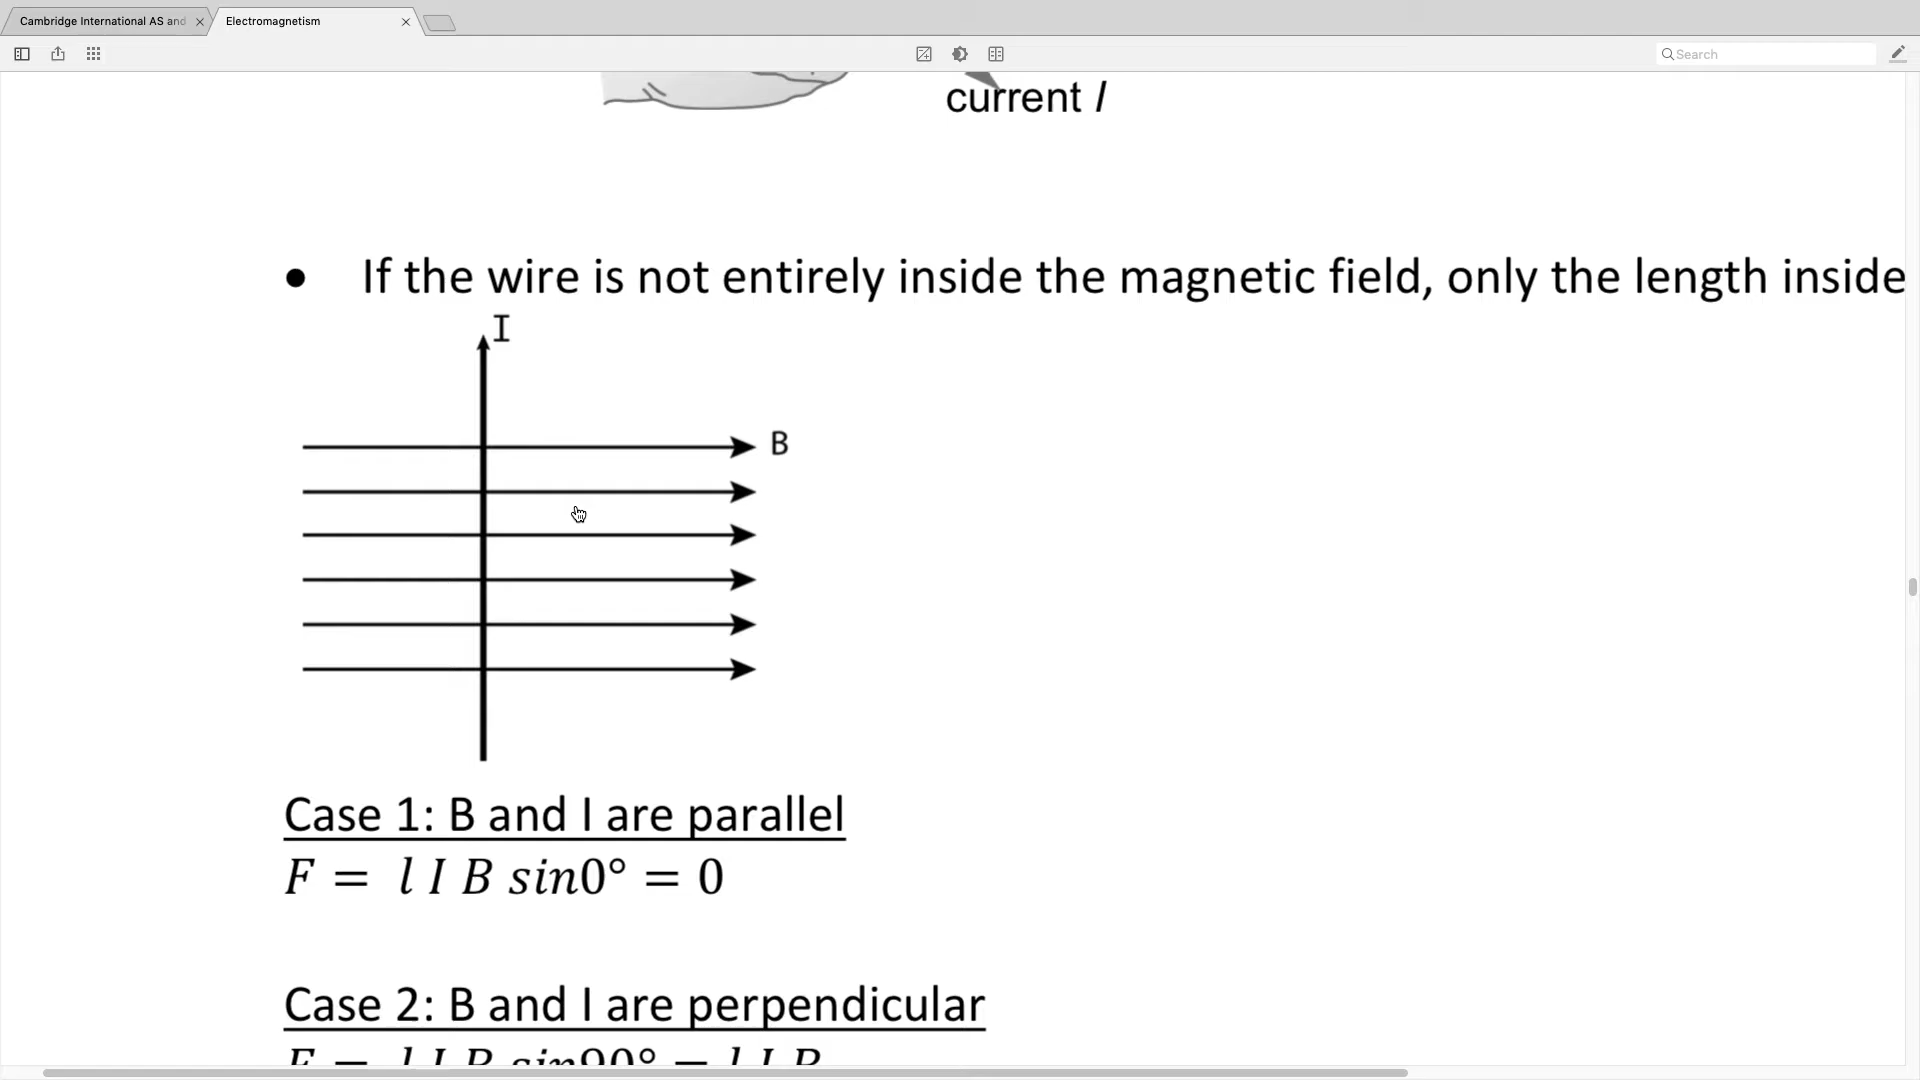 Cambridge International AS and
Electromagnetism
Search
current I
• If the wire is not entirely inside the magnetic field, only the length inside
I
B
Case 1: B and I are parallel
F = l I B sin0° = 0
Case 2: B and I are perpendicular
F = l I B sin90° = l I B